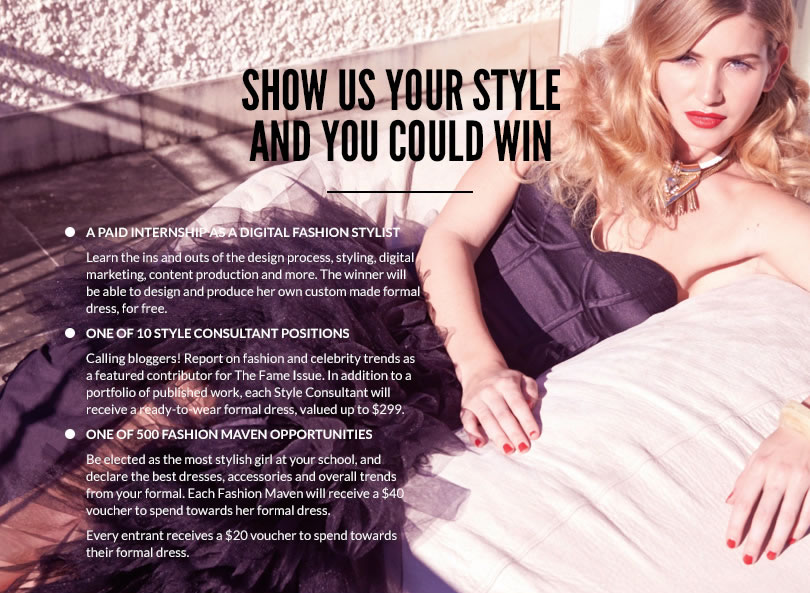 SHOW US YOUR STYLE
AND YOU COULD WIN
A PAID INTERNSHIP AS A DIGITAL FASHION STYLIST
Learn the ins and outs of the design process, styling, digital
marketing, content production and more. The winner will
be able to design and produce her own custom made formal
dress, for free.
ONE OF 10 STYLE CONSULTANT POSITIONS
Calling bloggers! Report on fashion and celebrity trends as
a featured contributor for The Fame Issue. In addition to a
portfolio of published work, each Style Consultant will
receive a ready-to-wear formal dress, valued up to $299.
ONE OF 500 FASHION MAVEN OPPORTUNITIES
Be elected as the most stylish girl at your school, and
declare the best dresses, accessories and overall trends
from your formal. Each Fashion Maven will receive a $40
voucher to spend towards her formal dress.
Every entrant receives a $20 voucher to spend towards
their formal dress.